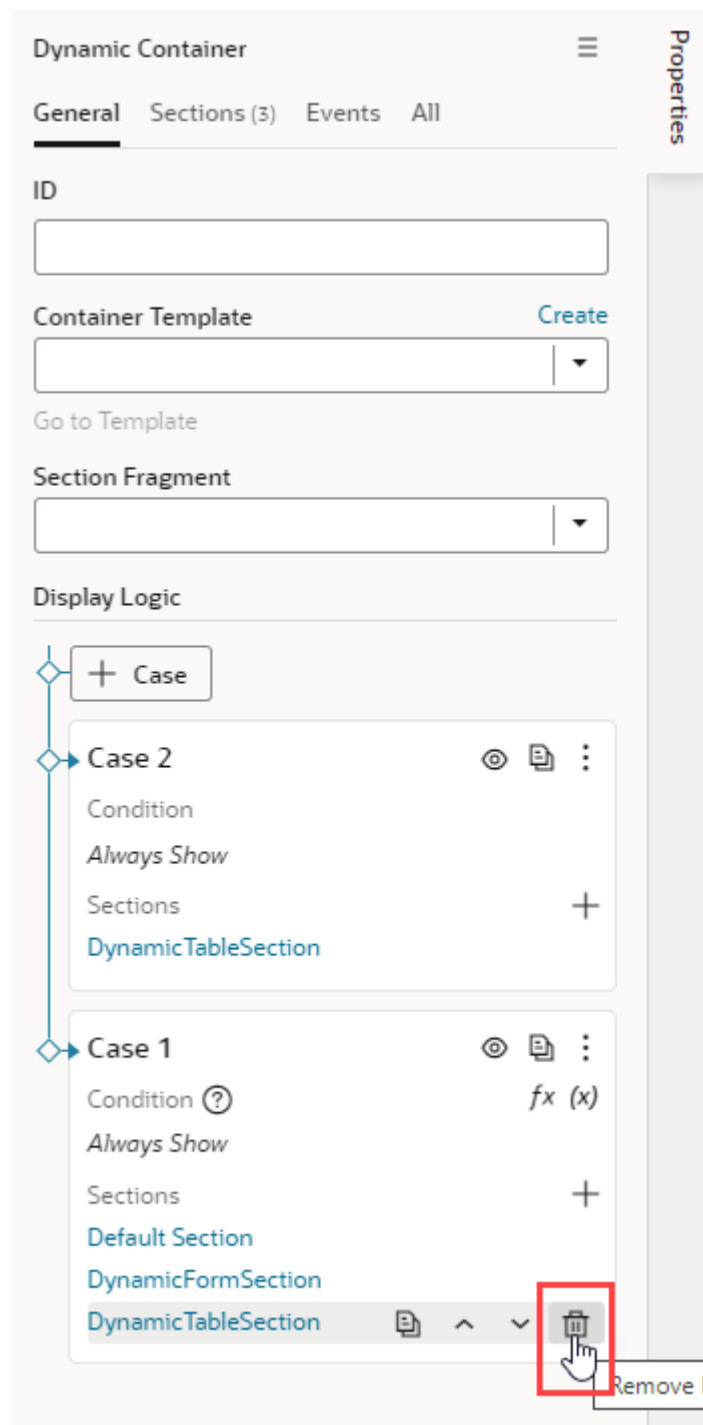 Dynamic Container
Properties
General Sections (3) Events All
ID
Container Template Create
Go to Template
Section Fragment
Display Logic
+ Case
Case 2
Condition
Always Show
Sections
DynamicTableSection
Case 1
Condition ? fx (x)
Always Show
Sections
Default Section
DynamicFormSection
DynamicTableSection
Remove